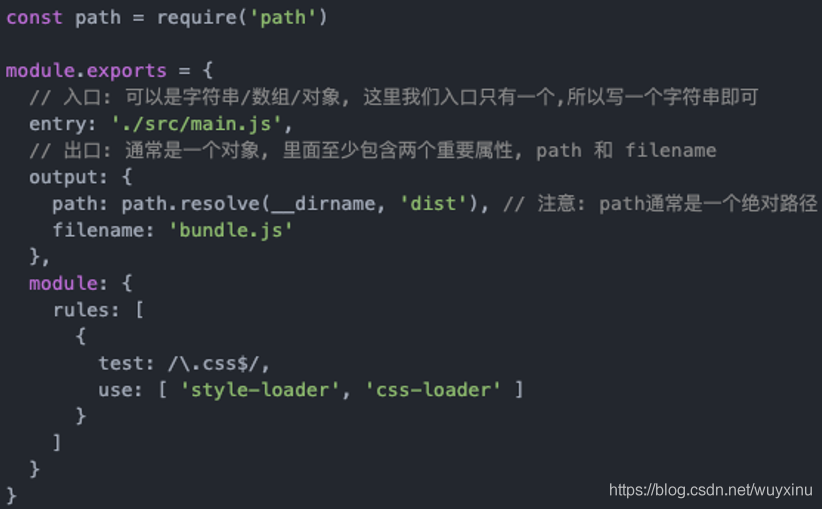 const path = require('path')
module.exports = {
// 入口: 可以是字符串/数组/对象, 这里我们入口只有一个,所以写一个字符串即可
entry: './src/main.js',
// 出口: 通常是一个对象, 里面至少包含两个重要属性, path 和 filename
output: {
path: path.resolve(__dirname, 'dist'), // 注意: path通常是一个绝对路径
filename: 'bundle.js'
},
module: {
rules: [
{
test: /\.css$/,
use: [ 'style-loader', 'css-loader' ]
}
]
}
}
https://blog.csdn.net/wuyxinu